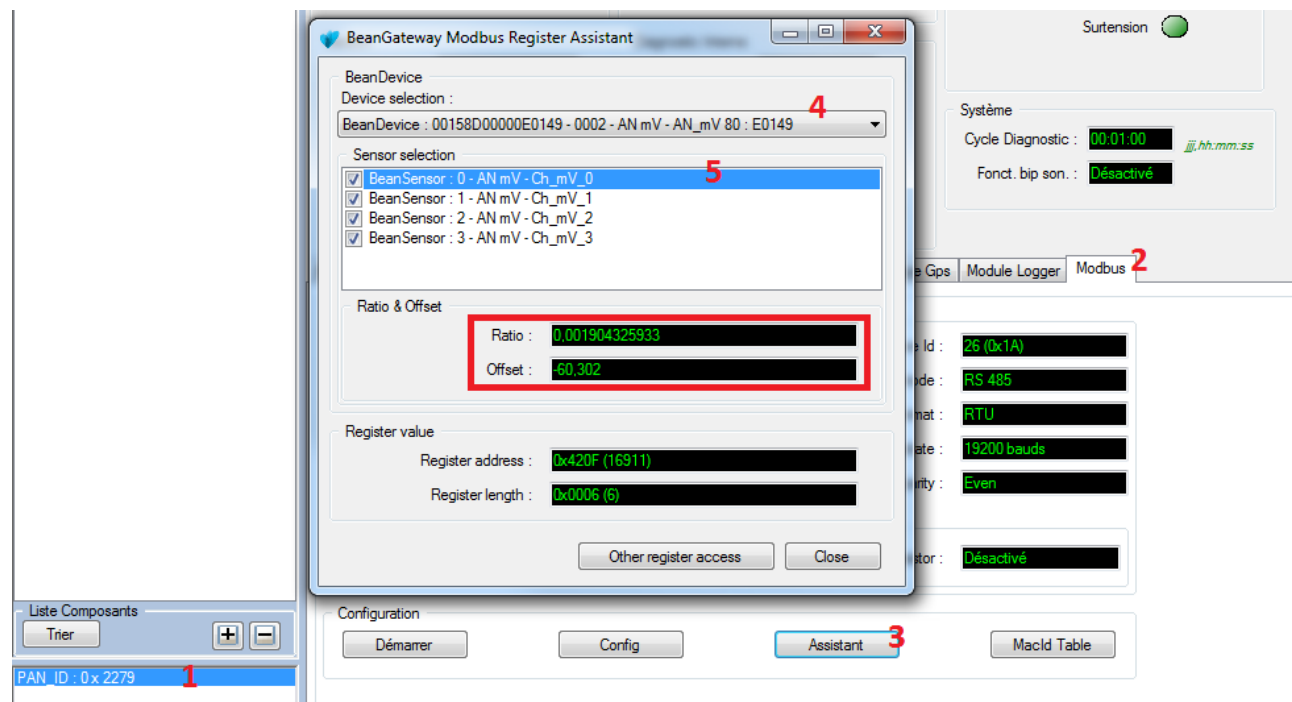 BeanGateway Modbus Register Assistant
Surtension
BeanDevice
Device selection :
4
BeanDevice : 00158D00000E0149 - 0002 - AN mV - AN_mV 80 : E0149
Système
Cycle Diagnostic : 00:01:00 jjj,hh:mm:ss
Fonct. bip son. : Désactivé
Sensor selection
5
BeanSensor : 0 - AN mV - Ch_mV_0
BeanSensor : 1 - AN mV - Ch_mV_1
BeanSensor : 2 - AN mV - Ch_mV_2
BeanSensor : 3 - AN mV - Ch_mV_3
Gps Module Logger Modbus 2
Ratio & Offset
Ratio : 0,001904325933
Offset : -60,302
Id : 26 (0x1A)
RS 485
RTU
19200 bauds
Even
Désactivé
Register value
Register address : 0x420F (16911)
Register length : 0x0006 (6)
Other register access Close
Liste Composants
Trier
Configuration
Démarrer Config Assistant 3 MacId Table
PAN_ID : 0 x 2279 1